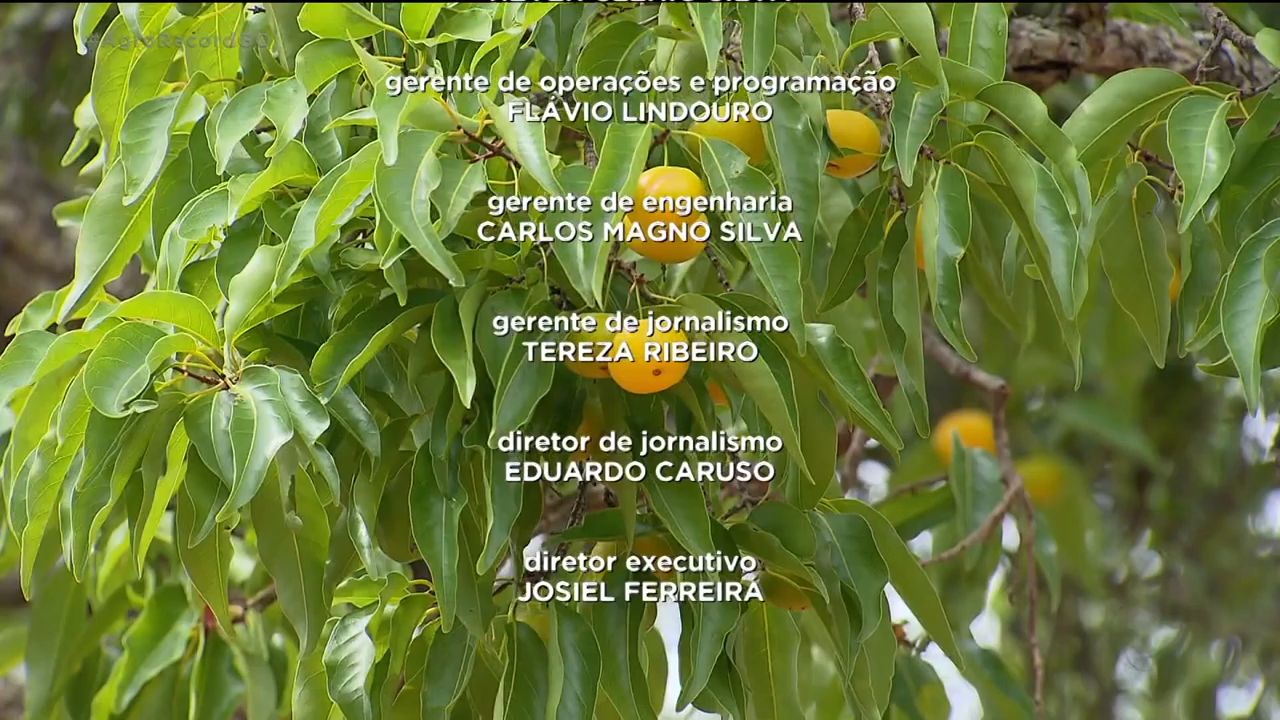 #AgroRecordGO
gerente de operações e programação
FLÁVIO LINDOURO
gerente de engenharia
CARLOS MAGNO SILVA
gerente de jornalismo
TEREZA RIBEIRO
diretor de jornalismo
EDUARDO CARUSO
diretor executivo
JOSIEL FERREIRA